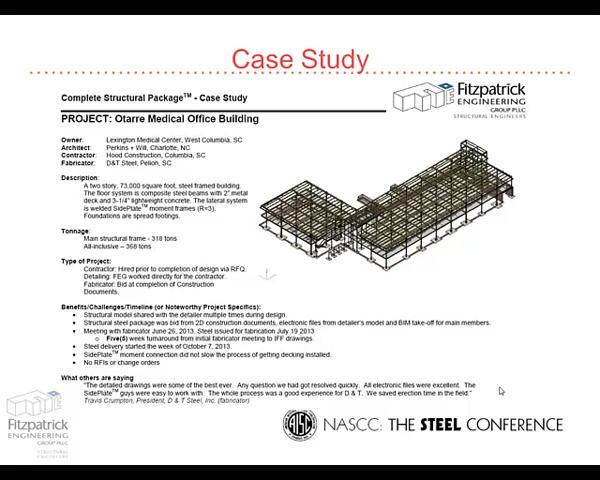 Case Study
Complete Structural Package™ - Case Study
Fitzpatrick
ENGINEERING
GROUP PLLC
STRUCTURAL ENGINEERS
PROJECT: Otarre Medical Office Building
Owner: Lexington Medical Center, West Columbia, SC
Architect: Perkins + Will, Charlotte, NC
Contractor: Hood Construction, Columbia, SC
Fabricator: D&T Steel, Pelion, SC
Description:
A two story, 73,000 square foot, steel framed building.
The floor system is composite steel beams with 2" metal
deck and 3-1/4" lightweight concrete. The lateral system
is welded SidePlate™ moment frames (R=3).
Foundations are spread footings.
Tonnage:
Main structural frame - 318 tons
All-inclusive – 368 tons
Type of Project:
Contractor: Hired prior to completion of design via RFQ.
Detailing: FEG worked directly for the contractor.
Fabricator: Bid at completion of Construction
Documents.
Benefits/Challenges/Timeline (or Noteworthy Project Specifics):
• Structural model shared with the detailer multiple times during design.
• Structural steel package was bid from 2D construction documents, electronic files from detailer's model and BIM take-off for main members.
• Meeting with fabricator June 26, 2013. Steel issued for fabrication July 19 2013
o Five(5) week turnaround from initial fabricator meeting to IFF drawings.
• Steel delivery started the week of October 7, 2013.
• SidePlate™ moment connection did not slow the process of getting decking installed.
• No RFIs or change orders
What others are saying
"The detailed drawings were some of the best ever. Any question we had got resolved quickly. All electronic files were excellent. The
SidePlate™ guys were easy to work with. The whole process was a good experience for D & T. We saved erection time in the field."
Travis Crumpton, President, D & T Steel, Inc. (fabricator)
Fitzpatrick
ENGINEERING
GROUP PLLC
STRUCTURAL
ENGINEERS
AISC
NASCC: THE STEEL CONFERENCE